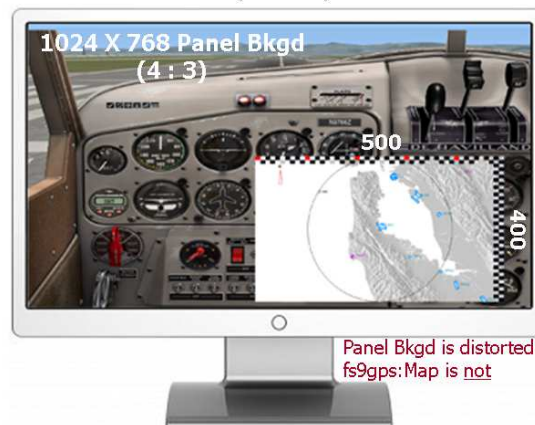 1024 X 768 Panel Bkgd
(4 : 3)
500
400
Panel Bkgd is distorted
fs9gps:Map is not